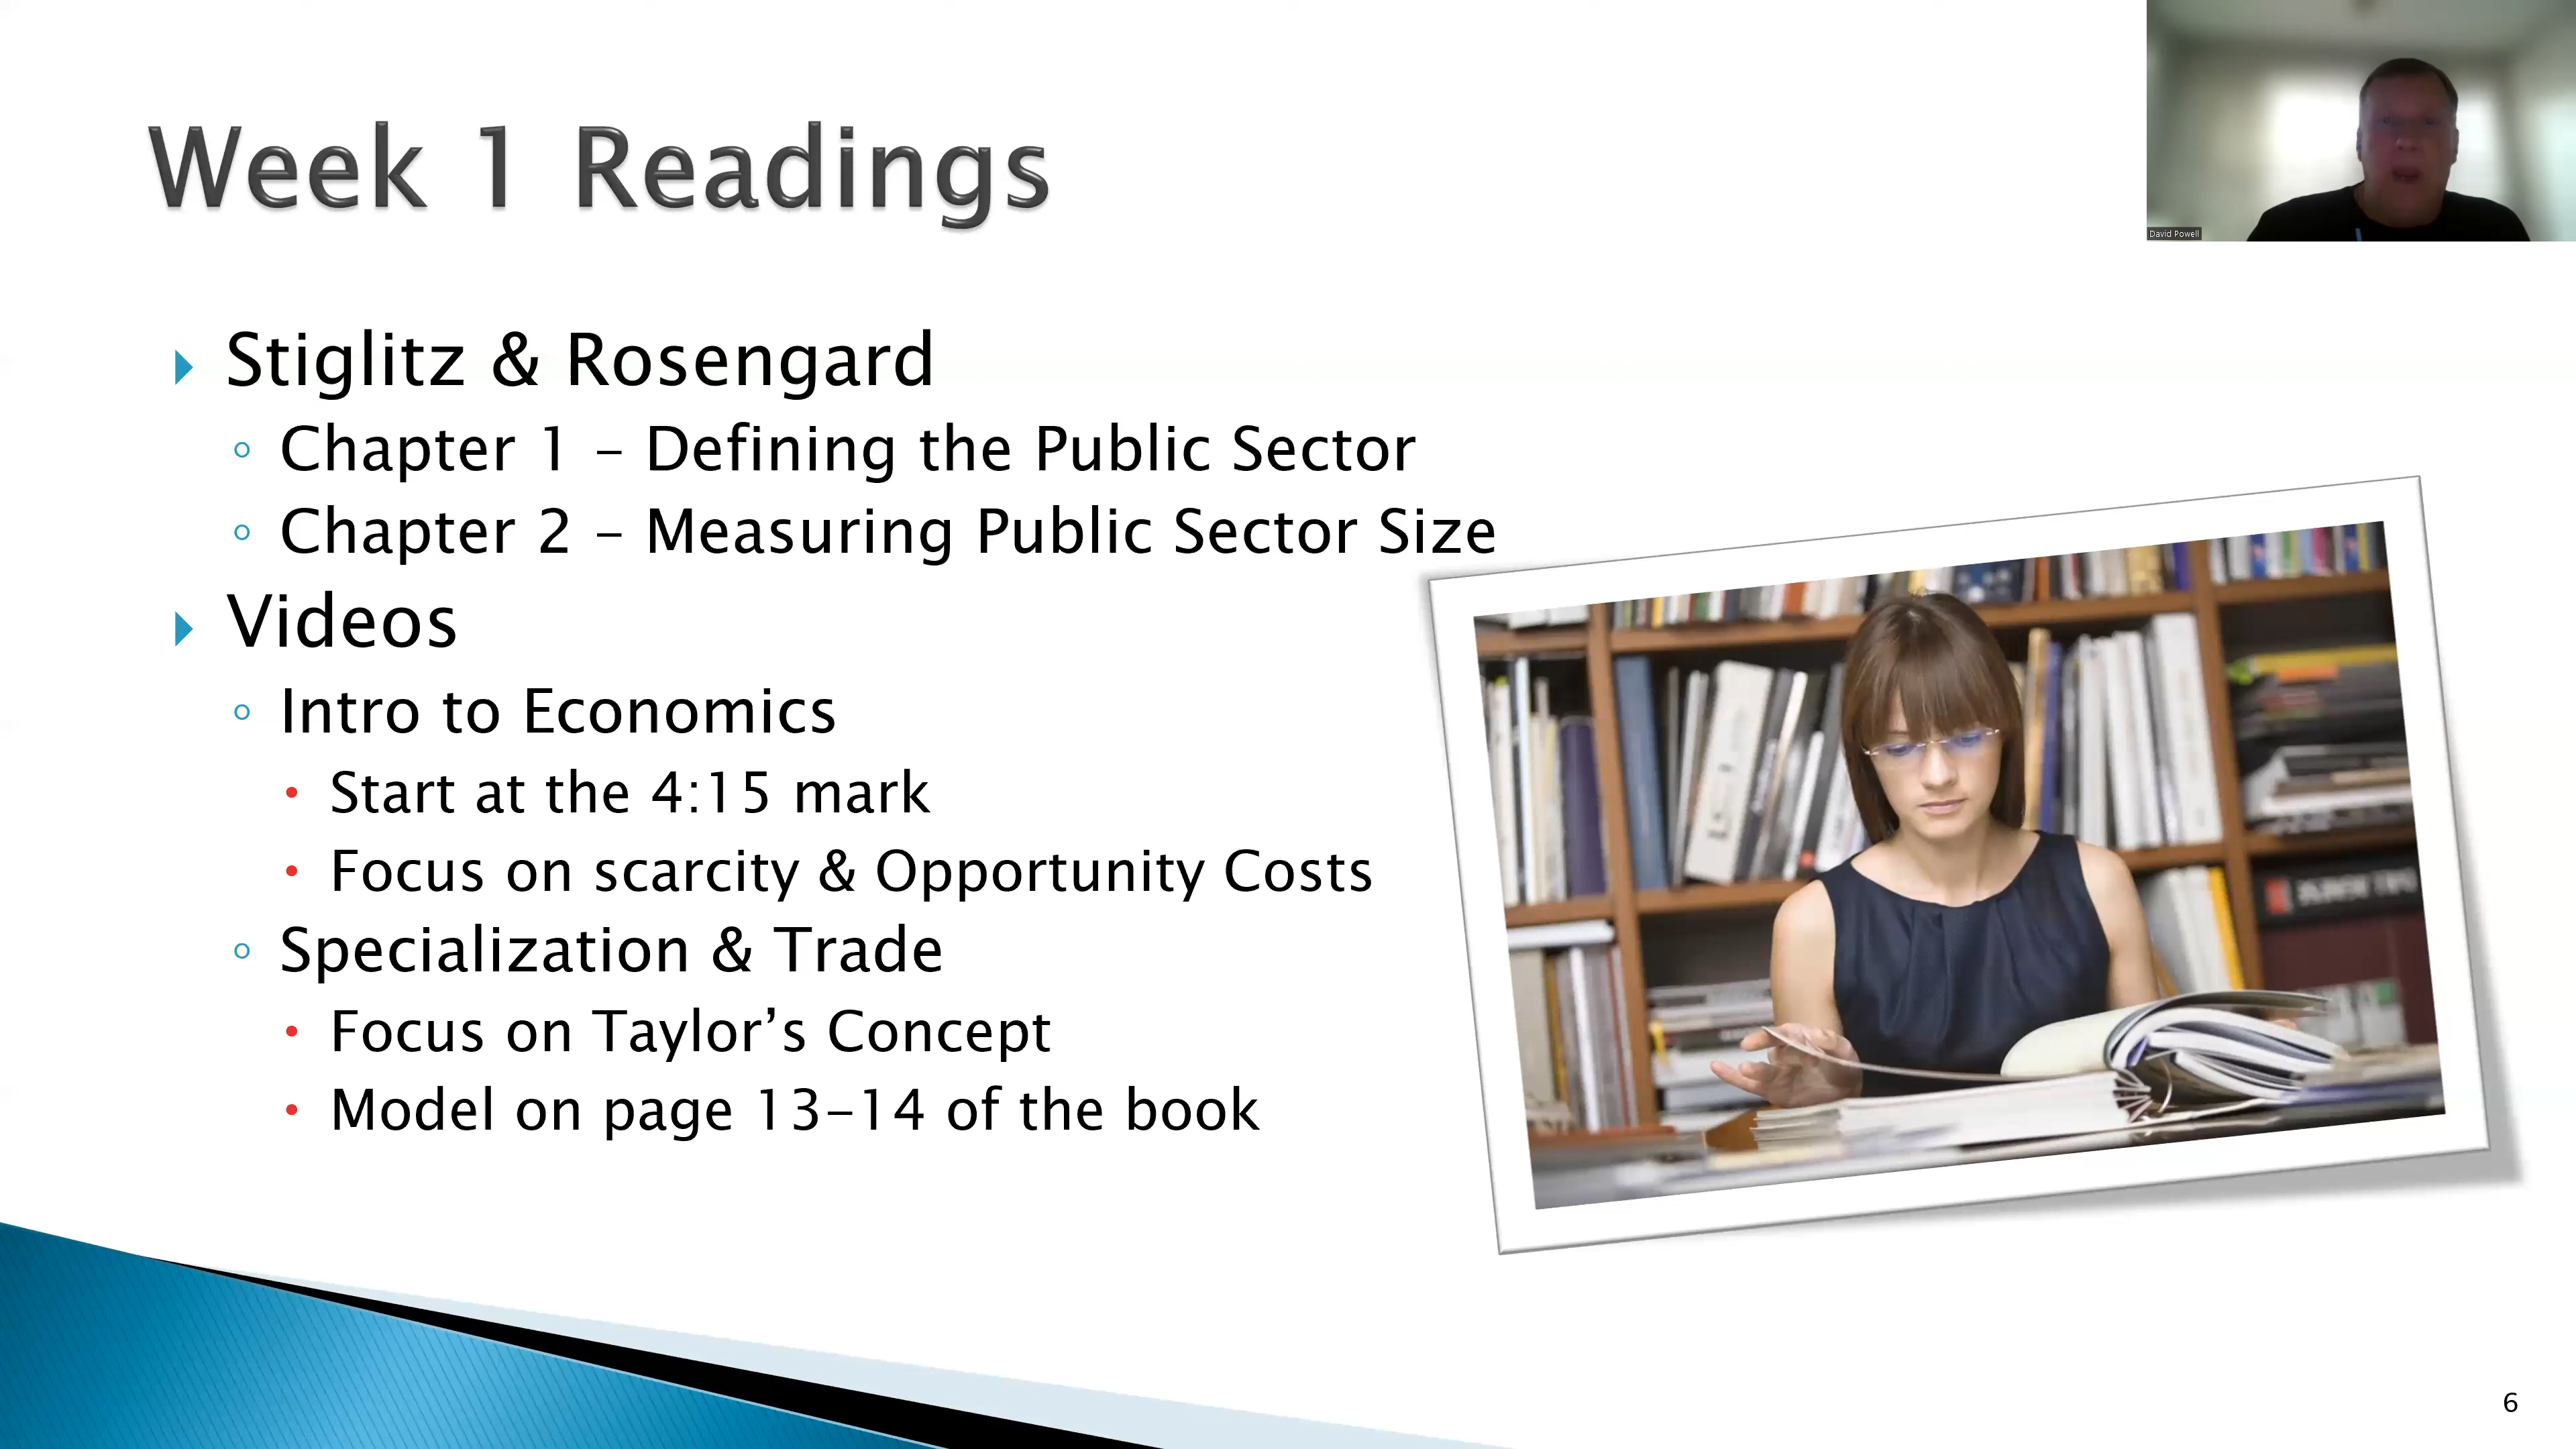 David Powell
Week 1 Readings
Stiglitz & Rosengard
Chapter 1 – Defining the Public Sector
Chapter 2 – Measuring Public Sector Size
Videos
Intro to Economics
Start at the 4:15 mark
Focus on scarcity & Opportunity Costs
Specialization & Trade
Focus on Taylor’s Concept
Model on page 13–14 of the book
6